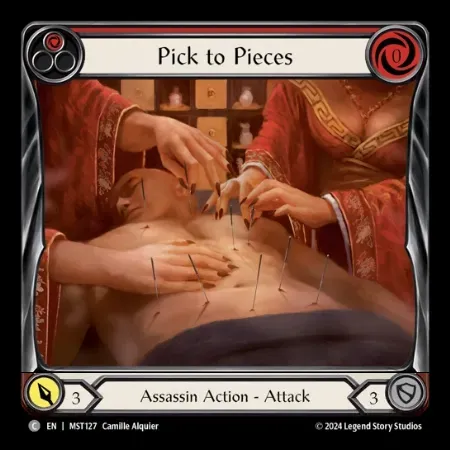 Pick to Pieces
0
3
Assassin Action - Attack
3
C EN | MST127 Camille Alquier
© 2024 Legend Story Studios